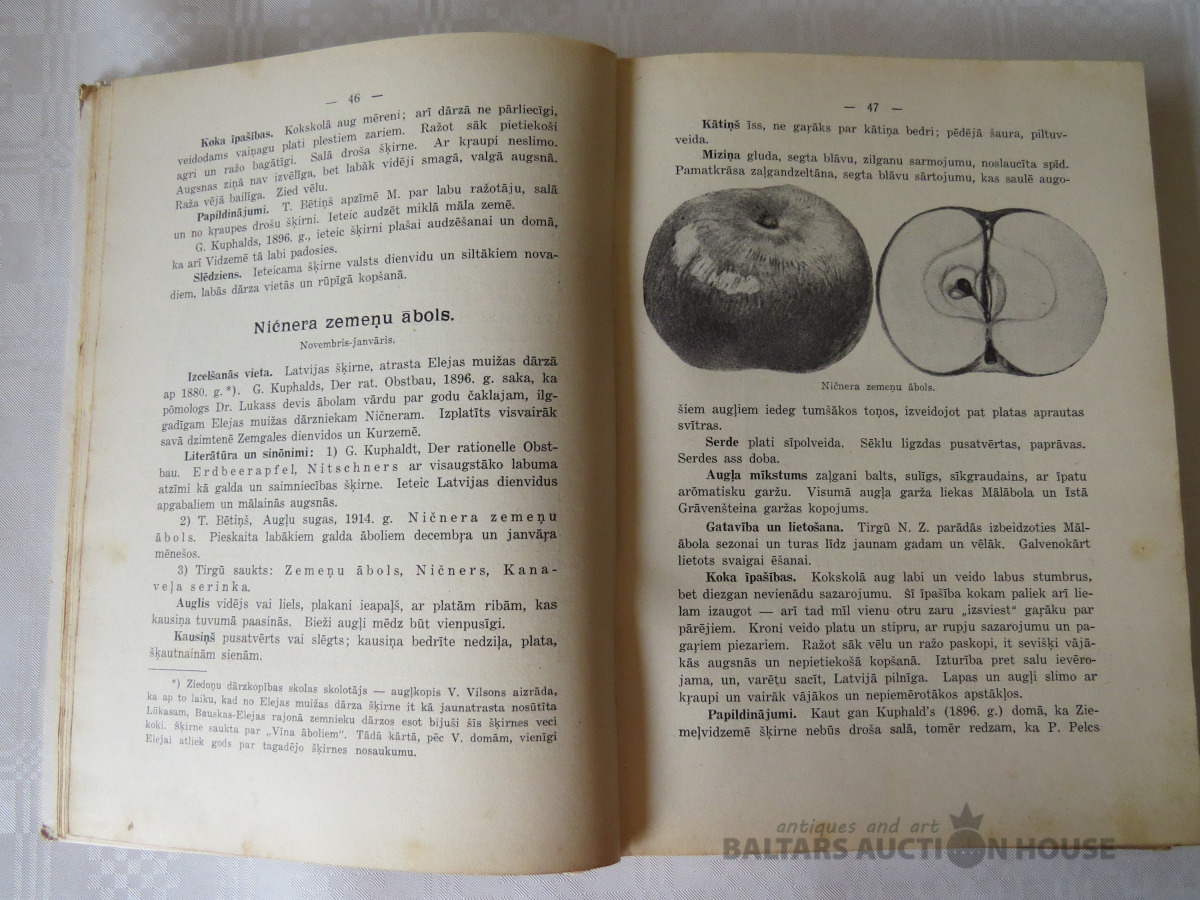 — 46 —
Koka īpašības. Kokskolā aug mēreni; arī dārzā ne pārliecīgi,
veidodams vaiņagu plati plestiem zariem. Ražot sāk pietiekoši
agri un ražo bagātīgi. Salā droša šķirne. Ar kŗaupi neslimo.
Augsnas ziņā nav izvēlīga, bet labāk vidēji smagā, valgā augsnā.
Raža vējā bailīga. Zied vēlu.
Papildinājumi. T. Bētiņš apzīmē M. par labu ražotāju, salā
un no kŗaupes drošu šķirni. Ieteic audzēt miklā māla zemē.
G. Kuphalds, 1896. g., ieteic šķirni plašai audzēšanai un domā,
ka arī Vidzemē tā labi padosies.
Slēdziens. Ieteicama šķirne valsts dienvidu un siltākiem nova-
diem, labās dārza vietās un rūpīgā kopšanā.
Ničnera zemeņu ābols.
Novembris-janvāris.
Izcelšanās vieta. Latvijas šķirne, atrasta Elejas muižas dārzā
ap 1880. g. *). G. Kuphalds, Der rat. Obstbau, 1896. g. saka, ka
pōmologs Dr. Lukass devis ābolam vārdu par godu čaklajam, ilg-
gadīgam Elejas muižas dārzniekam Ničneram. Izplatīts visvairāk
savā dzimtenē Zemgales dienvidos un Kurzemē.
Literātūra un sinōnimi: 1) G. Kuphaldt, Der rationelle Obst-
bau. Erdbeerapfel, Nitschners ar visaugstāko labuma
atzīmi kā galda un saimniecības šķirne. Ieteic Latvijas dienvidus
apgabaliem un mālainās augsnās.
2) T. Bētiņš, Augļu sugas, 1914. g. Ničnera zemeņu
ābols. Pieskaita labākiem galda āboliem decembŗa un janvāŗa
mēnešos.
3) Tirgū saukts: Zemeņu ābols, Ničners, Kana-
veļa serinka.
Auglis vidējs vai liels, plakani ieapaļš, ar platām ribām, kas
kausiņa tuvumā paasinās. Bieži augļi mēdz būt vienpusīgi.
Kausiņš pusatvērts vai slēgts; kausiņa bedrīte nedziļa, plata,
šķautnainām sienām.
*) Ziedoņu dārzkopības skolas skolotājs — augļkopis V. Vilsons aizrāda,
ka ap to laiku, kad no Elejas muižas dārza šķirne it kā jaunatrasta nosūtīta
Lūkasam, Bauskas-Elejas rajonā zemnieku dārzos esot bijuši šīs šķirnes veci
koki. Šķirne saukta par „Vīna āboliem". Tādā kārtā, pēc V. domām, vienīgi
Elejai atliek gods par tagadējo šķirnes nosaukumu.
— 47 —
Kātiņš īss, ne gaŗāks par kātiņa bedri; pēdējā šaura, piltuv-
veida.
Miziņa gluda, segta blāvu, zilganu sarmojumu, noslaucīta spīd.
Pamatkrāsa zaļgandzeltāna, segta blāvu sārtojumu, kas saulē augo-
Ničnera zemeņu ābols.
šiem augļiem iedeg tumšākos toņos, izveidojot pat platas aprautas
svītras.
Serde plati sīpolveida. Sēklu ligzdas pusatvērtas, paprāvas.
Serdes ass doba.
Augļa mīkstums zaļgani balts, sulīgs, sīkgraudains, ar īpatu
arōmatisku garžu. Visumā augļa garža liekas Mālābola un Īstā
Grāvenšteina garžas kopojums.
Gatavība un lietošana. Tirgū N. Z. parādās izbeidzoties Māl-
ābola sezonai un turas līdz jaunam gadam un vēlāk. Galvenokārt
lietots svaigai ēšanai.
Koka īpašības. Kokskolā aug labi un veido labus stumbrus,
bet diezgan nevienādu sazarojumu. Šī īpašība kokam paliek arī lie-
lam izaugot — arī tad mīl vienu otru zaru „izsviest" gaŗāku par
pārējiem. Kroni veido platu un stipru, ar rupju sazarojumu un pa-
gaŗiem piezariem. Ražot sāk vēlu un ražo paskopi, it sevišķi vājā-
kās augsnās un nepietiekošā kopšanā. Izturība pret salu ievēro-
jama, un, varētu sacīt, Latvijā pilnīga. Lapas un augļi slimo ar
kŗaupi un vairāk vājākos un nepiemērotākos apstākļos.
Papildinājumi. Kaut gan Kuphald's (1896. g.) domā, ka Zie-
meļvidzemē šķirne nebūs droša salā, tomēr redzam, ka P. Pelcs
antiques and art
BALTARS AUCTION HOUSE